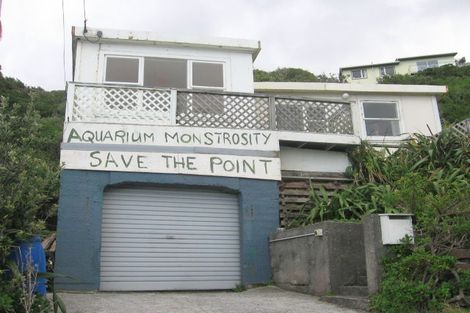 AQUARIUM MONSTROSITY
SAVE THE POINT